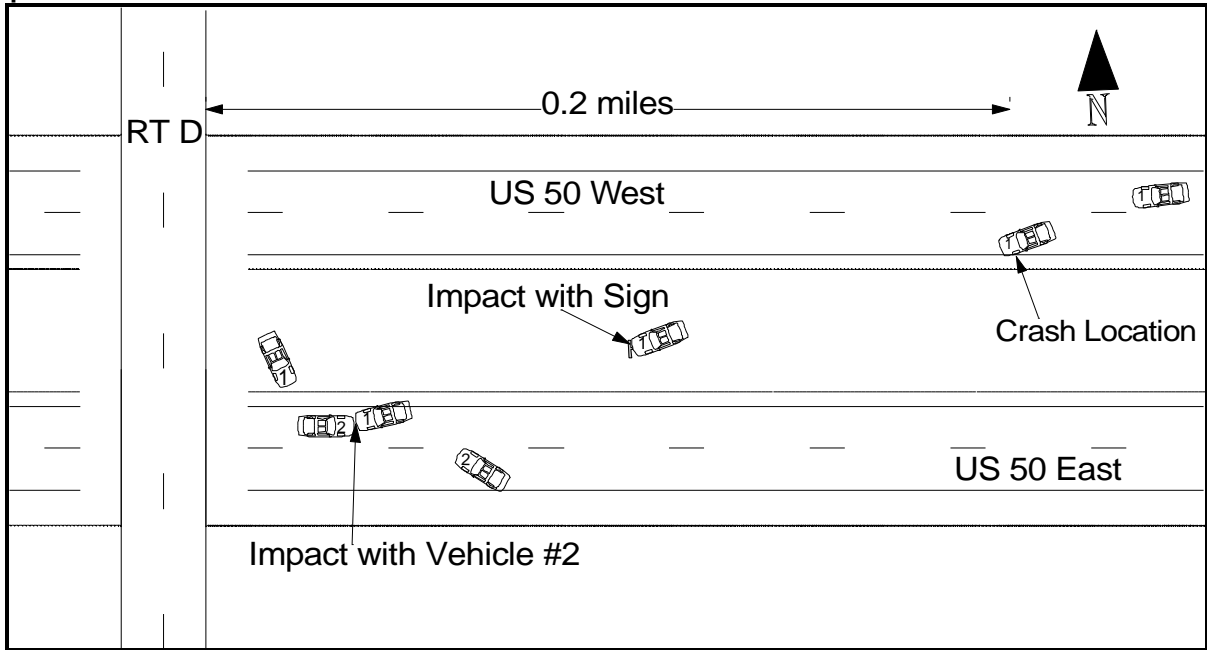 0.2 miles
N
RT D
US 50 West
1
1
Impact with Sign
1
Crash Location
1
1
2
2
US 50 East
Impact with Vehicle #2